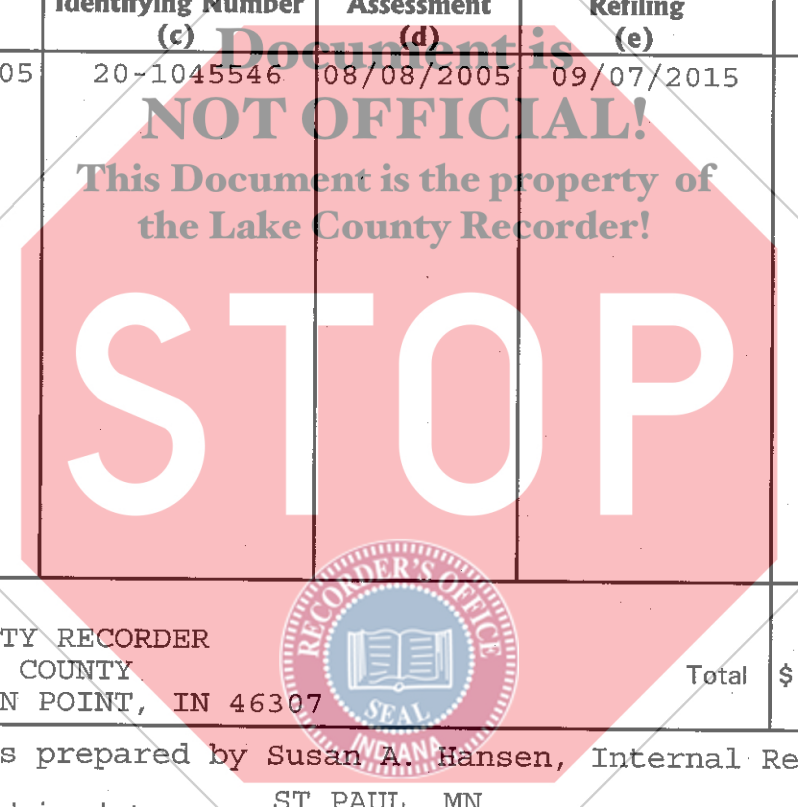 Identifying Number Assessment Refiling
(c) (d) (e)
Document is
05 20-1045546 08/08/2005 09/07/2015
NOT OFFICIAL!
This Document is the property of
the Lake County Recorder!
STOP
RECORDER'S OFFICE
SEAL
INDIANA
TY RECORDER
COUNTY
N POINT, IN 46307
Total $
s prepared by Susan A. Hansen, Internal Re
ST PAUL, MN